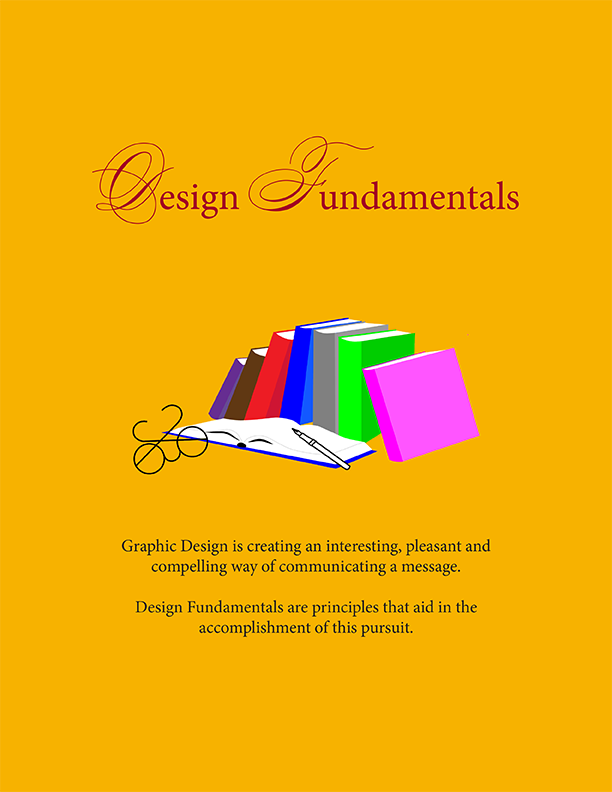 Design Fundamentals
Graphic Design is creating an interesting, pleasant and
compelling way of communicating a message.
Design Fundamentals are principles that aid in the
accomplishment of this pursuit.